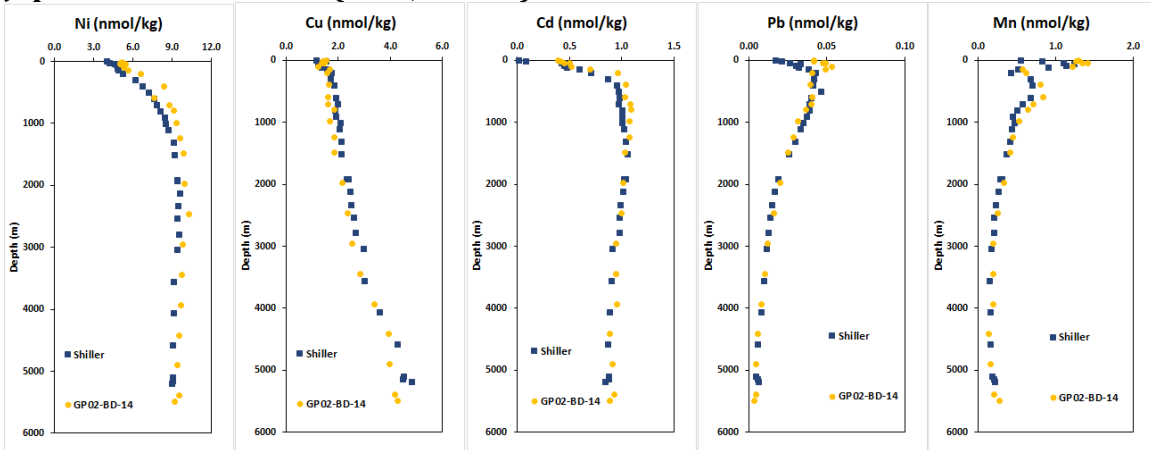 Ni (nmol/kg)
0.0 3.0 6.0 9.0 12.0
0
1000
2000
3000
4000
5000
6000
Depth (m)
Shiller
GP02-BD-14
Cu (nmol/kg)
0.0 2.0 4.0 6.0
0
1000
2000
3000
4000
5000
6000
Depth (m)
Shiller
GP02-BD-14
Cd (nmol/kg)
0.0 0.5 1.0 1.5
0
1000
2000
3000
4000
5000
6000
Depth (m)
Shiller
GP02-BD-14
Pb (nmol/kg)
0.00 0.05 0.10
0
1000
2000
3000
4000
5000
6000
Depth (m)
Shiller
GP02-BD-14
Mn (nmol/kg)
0.0 1.0 2.0
0
1000
2000
3000
4000
5000
6000
Depth (m)
Shiller
GP02-BD-14